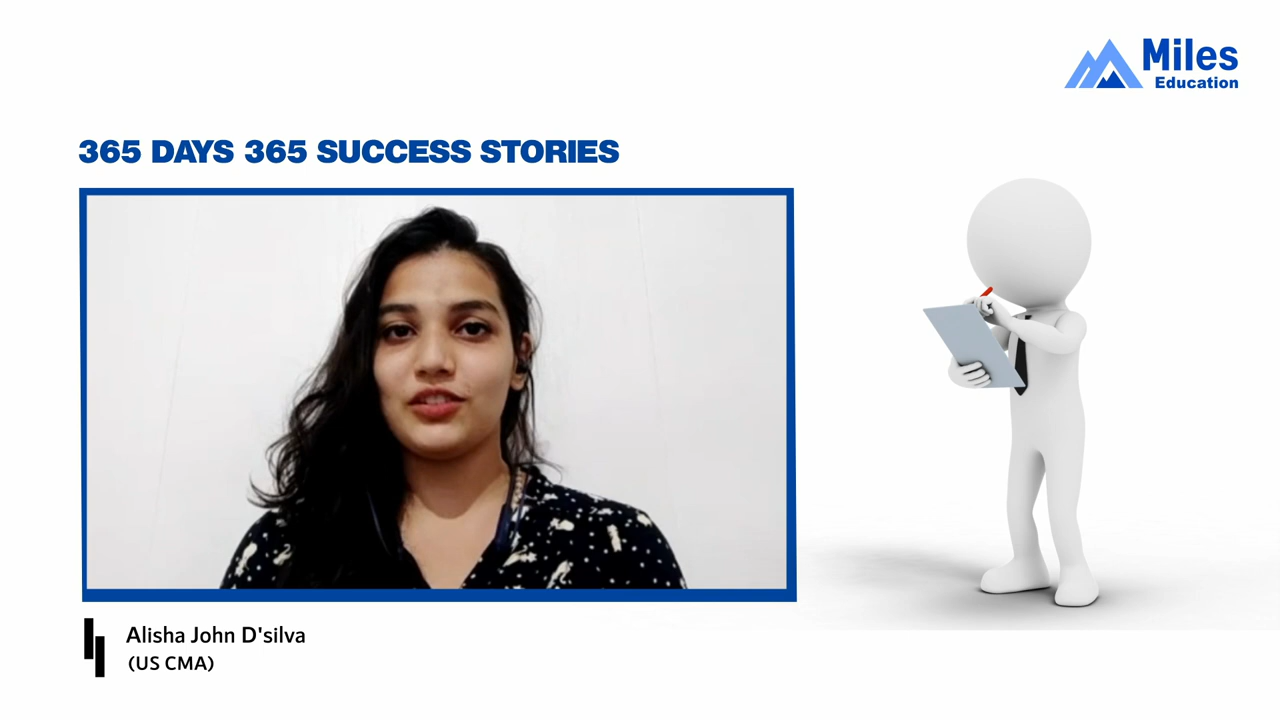 Miles
Education
365 DAYS 365 SUCCESS STORIES
Alisha John D'silva
(US CMA)